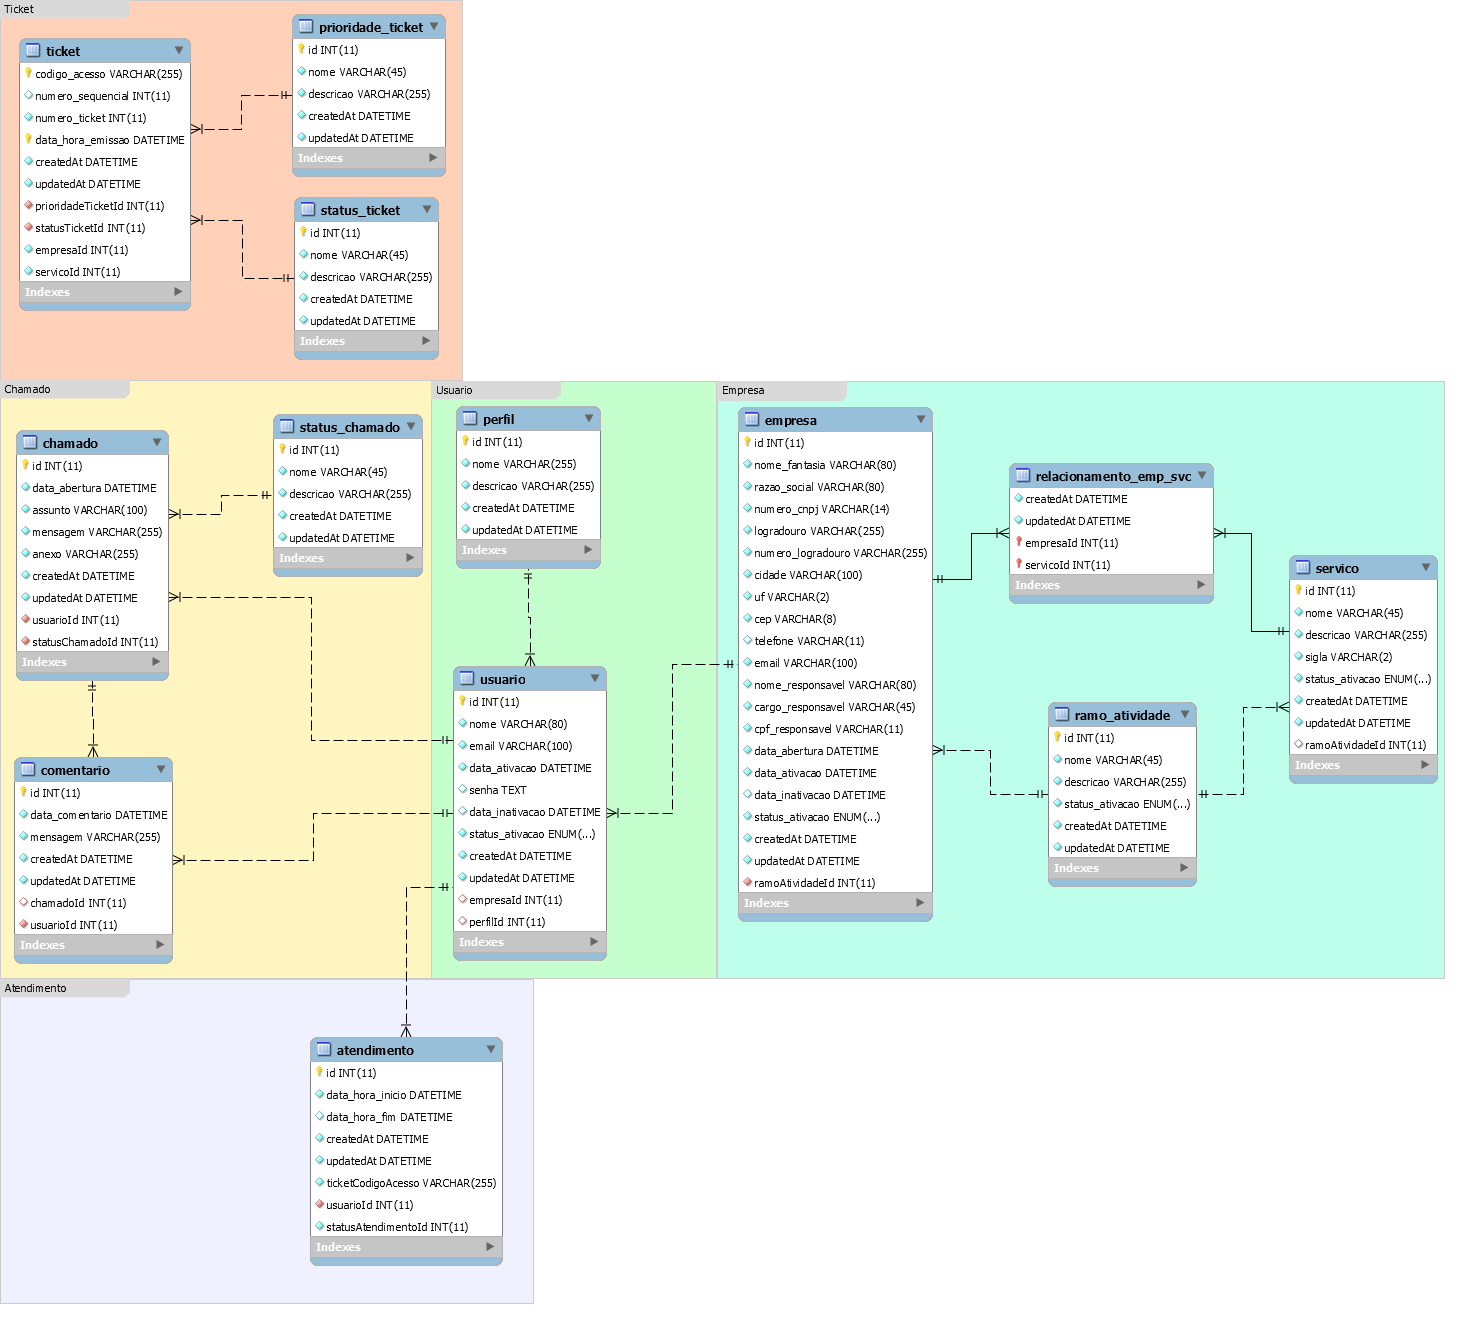 Ticket
ticket
codigo_acesso VARCHAR(255)
numero_sequencial INT(11)
numero_ticket INT(11)
data_hora_emissao DATETIME
createdAt DATETIME
updatedAt DATETIME
prioridadeTicketId INT(11)
statusTicketId INT(11)
empresaId INT(11)
servicoId INT(11)
Indexes
prioridade_ticket
id INT(11)
nome VARCHAR(45)
descricao VARCHAR(255)
createdAt DATETIME
updatedAt DATETIME
Indexes
status_ticket
id INT(11)
nome VARCHAR(45)
descricao VARCHAR(255)
createdAt DATETIME
updatedAt DATETIME
Indexes
Chamado
chamado
id INT(11)
data_abertura DATETIME
assunto VARCHAR(100)
mensagem VARCHAR(255)
anexo VARCHAR(255)
createdAt DATETIME
updatedAt DATETIME
usuarioId INT(11)
statusChamadoId INT(11)
Indexes
status_chamado
id INT(11)
nome VARCHAR(45)
descricao VARCHAR(255)
createdAt DATETIME
updatedAt DATETIME
Indexes
comentario
id INT(11)
data_comentario DATETIME
mensagem VARCHAR(255)
createdAt DATETIME
updatedAt DATETIME
chamadoId INT(11)
usuarioId INT(11)
Indexes
Usuario
perfil
id INT(11)
nome VARCHAR(255)
descricao VARCHAR(255)
createdAt DATETIME
updatedAt DATETIME
Indexes
usuario
id INT(11)
nome VARCHAR(80)
email VARCHAR(100)
data_ativacao DATETIME
senha TEXT
data_inativacao DATETIME
status_ativacao ENUM(...)
createdAt DATETIME
updatedAt DATETIME
empresaId INT(11)
perfilId INT(11)
Indexes
Empresa
empresa
id INT(11)
nome_fantasia VARCHAR(80)
razao_social VARCHAR(80)
numero_cnpj VARCHAR(14)
logradouro VARCHAR(255)
numero_logradouro VARCHAR(255)
cidade VARCHAR(100)
uf VARCHAR(2)
cep VARCHAR(8)
telefone VARCHAR(11)
email VARCHAR(100)
nome_responsavel VARCHAR(80)
cargo_responsavel VARCHAR(45)
cpf_responsavel VARCHAR(11)
data_abertura DATETIME
data_ativacao DATETIME
data_inativacao DATETIME
status_ativacao ENUM(...)
createdAt DATETIME
updatedAt DATETIME
ramoAtividadeId INT(11)
Indexes
relacionamento_emp_svc
createdAt DATETIME
updatedAt DATETIME
empresaId INT(11)
servicoId INT(11)
Indexes
servico
id INT(11)
nome VARCHAR(45)
descricao VARCHAR(255)
sigla VARCHAR(2)
status_ativacao ENUM(...)
createdAt DATETIME
updatedAt DATETIME
ramoAtividadeId INT(11)
Indexes
ramo_atividade
id INT(11)
nome VARCHAR(45)
descricao VARCHAR(255)
status_ativacao ENUM(...)
createdAt DATETIME
updatedAt DATETIME
Indexes
Atendimento
atendimento
id INT(11)
data_hora_inicio DATETIME
data_hora_fim DATETIME
createdAt DATETIME
updatedAt DATETIME
ticketCodigoAcesso VARCHAR(255)
usuarioId INT(11)
statusAtendimentoId INT(11)
Indexes